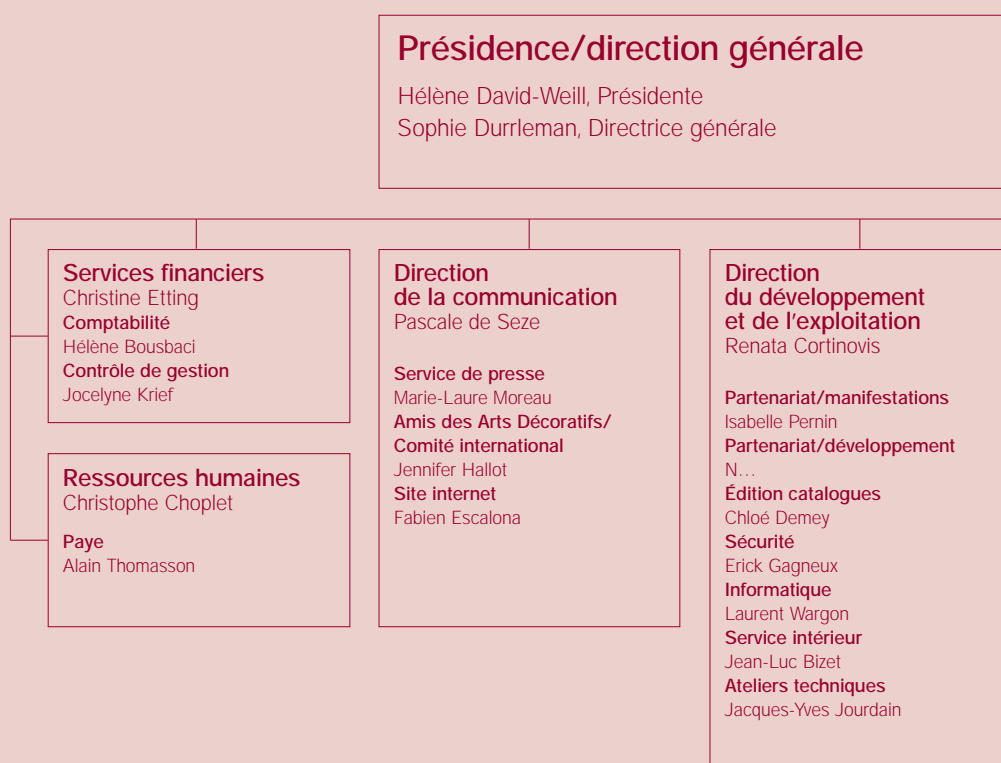 Présidence/direction générale
Hélène David-Weill, Présidente
Sophie Durrleman, Directrice générale
Services financiers
Christine Etting
Comptabilité
Hélène Bousbaci
Contrôle de gestion
Jocelyne Krief
Ressources humaines
Christophe Choplet
Paye
Alain Thomasson
Direction
de la communication
Pascale de Seze
Service de presse
Marie-Laure Moreau
Amis des Arts Décoratifs/
Comité international
Jennifer Hallot
Site internet
Fabien Escalona
Direction
du développement
et de l'exploitation
Renata Cortinovis
Partenariat/manifestations
Isabelle Pernin
Partenariat/développement
N…
Édition catalogues
Chloé Demey
Sécurité
Erick Gagneux
Informatique
Laurent Wargon
Service intérieur
Jean-Luc Bizet
Ateliers techniques
Jacques-Yves Jourdain